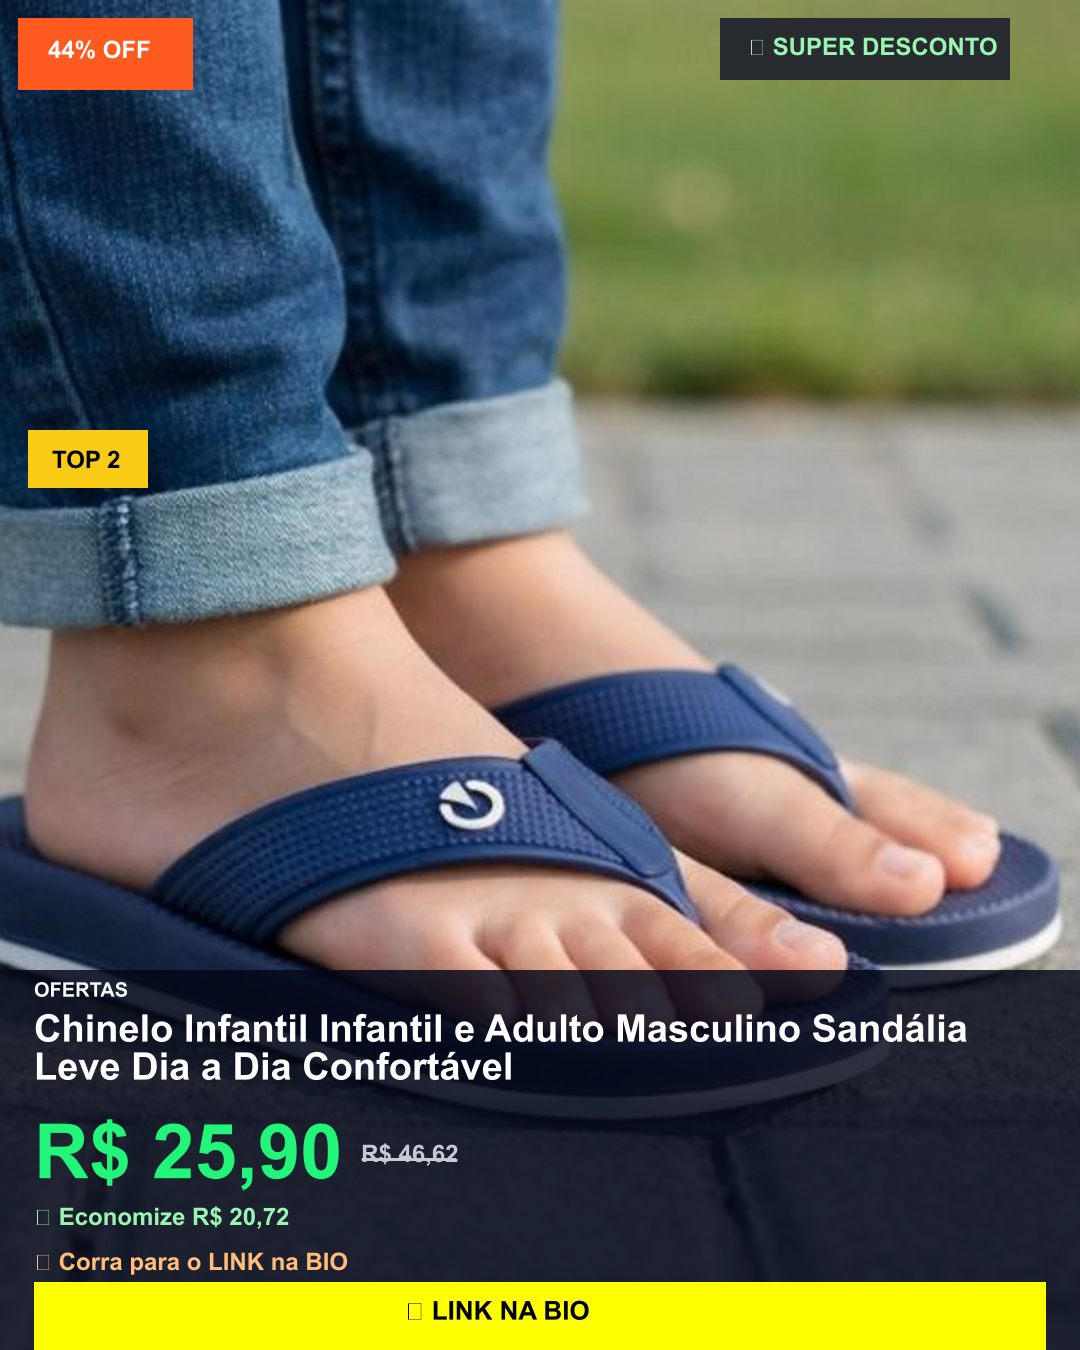 44% OFF
SUPER DESCONTO
TOP 2
OFERTAS
Chinelo Infantil Infantil e Adulto Masculino Sandália
Leve Dia a Dia Confortável
R$ 25,90 R$ 46,62
Economize R$ 20,72
Corra para o LINK na BIO
LINK NA BIO